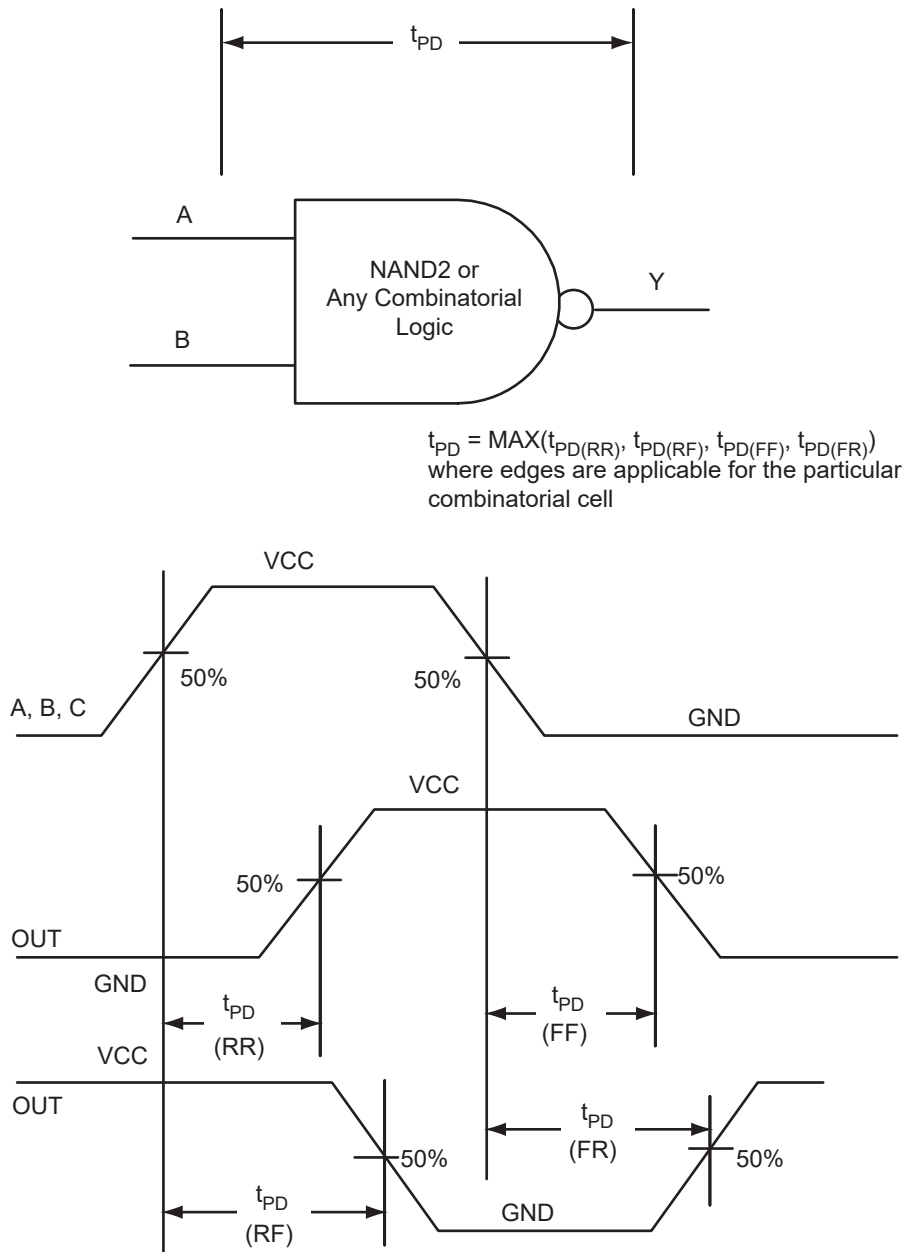 tPD
A
NAND2 or
Any Combinatorial
Logic
Y
B
tPD = MAX(tPD(RR), tPD(RF), tPD(FF), tPD(FR))
where edges are applicable for the particular
combinatorial cell
VCC
50%
50%
A, B, C
GND
VCC
50%
50%
OUT
GND
tPD
(RR)
tPD
(FF)
VCC
OUT
tPD
(FR)
50%
50%
tPD
(RF)
GND